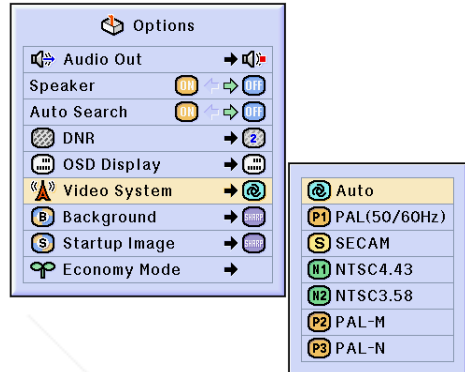 Options
Audio Out
Speaker ON OFF
Auto Search ON OFF
DNR 2
OSD Display
Video System
B Background SHARP
S Startup Image SHARP
Economy Mode
Auto
P1 PAL(50/60Hz)
S SECAM
N1 NTSC4.43
N2 NTSC3.58
P2 PAL-M
P3 PAL-N